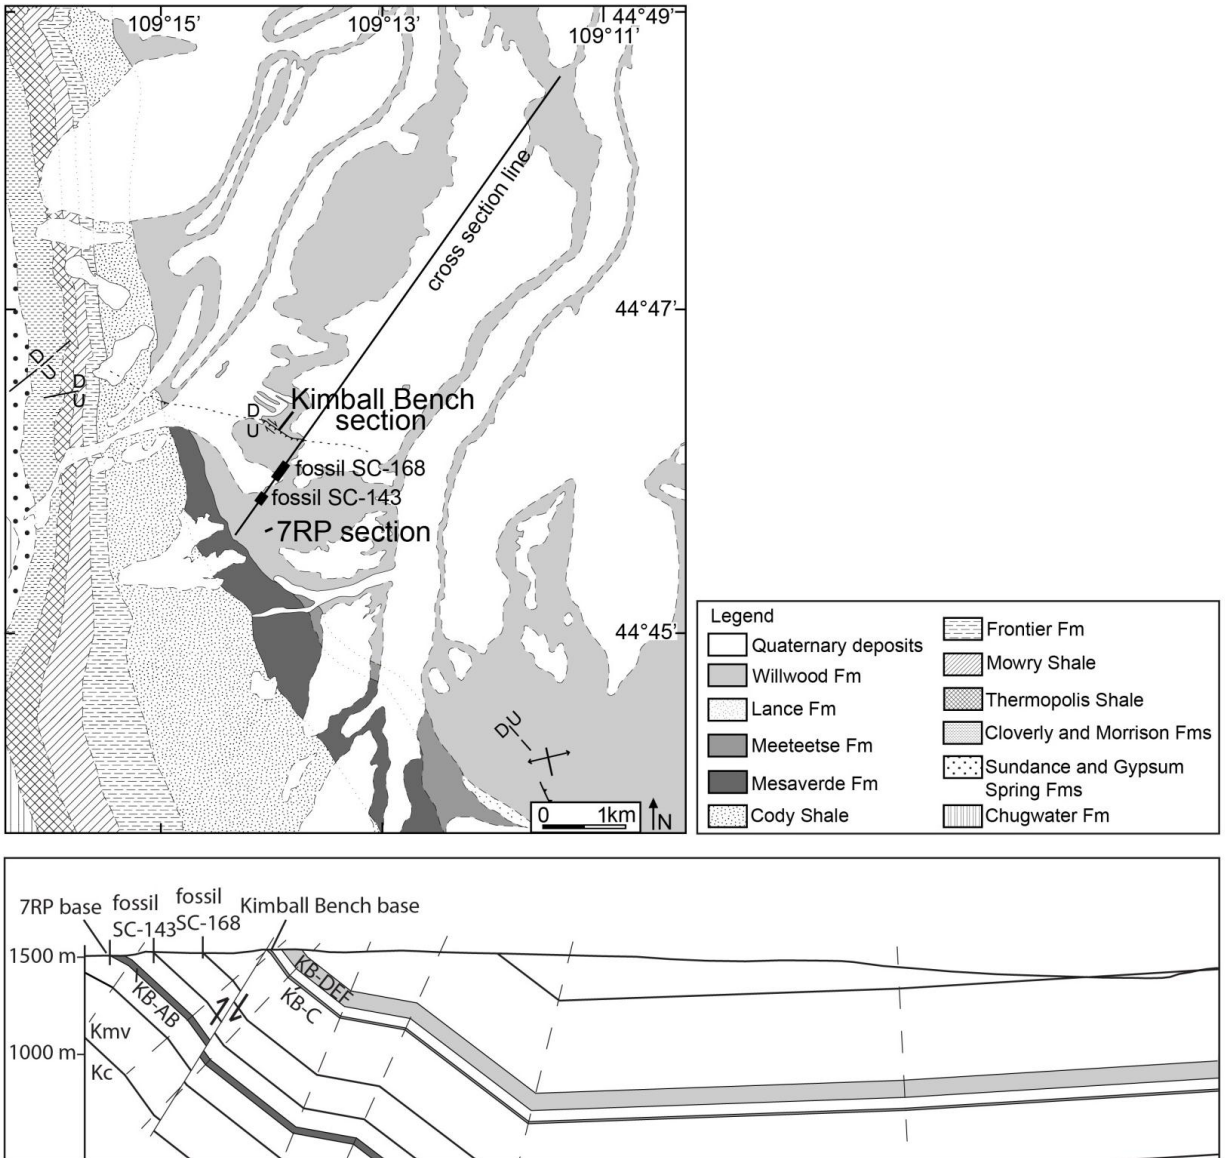 109°15'
109°13'
44°49'
109°11'
cross section line
44°47'
D
U
D
U
D
U
Kimball Bench
section
fossil SC-168
fossil SC-143
7RP section
44°45'
D
U
0 1km
N
Legend
Quaternary deposits
Willwood Fm
Lance Fm
Meeteetse Fm
Mesaverde Fm
Cody Shale
Frontier Fm
Mowry Shale
Thermopolis Shale
Cloverly and Morrison Fms
Sundance and Gypsum
Spring Fms
Chugwater Fm
7RP base
fossil
SC-143
fossil
SC-168
Kimball Bench base
1500 m
KB-DEF
KB-AB
KB-C
Kmv
1000 m
Kc